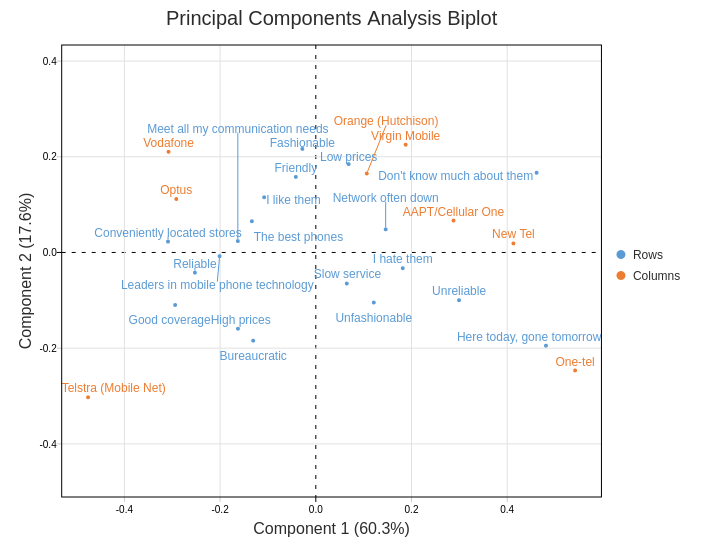 Principal Components Analysis Biplot
Component 2 (17.6%)
0.4
0.2
0.0
-0.2
-0.4
Orange (Hutchison)
Meet all my communication needs
Virgin Mobile
Vodafone
Fashionable
Low prices
Friendly
Don't know much about them
Optus
I like them
Network often down
AAPT/Cellular One
Conveniently located stores
The best phones
New Tel
Reliable
I hate them
Slow service
Leaders in mobile phone technology
Unreliable
Good coverage
High prices
Unfashionable
Here today, gone tomorrow
Bureaucratic
One-tel
Telstra (Mobile Net)
Rows
Columns
-0.4
-0.2
0.0
0.2
0.4
Component 1 (60.3%)